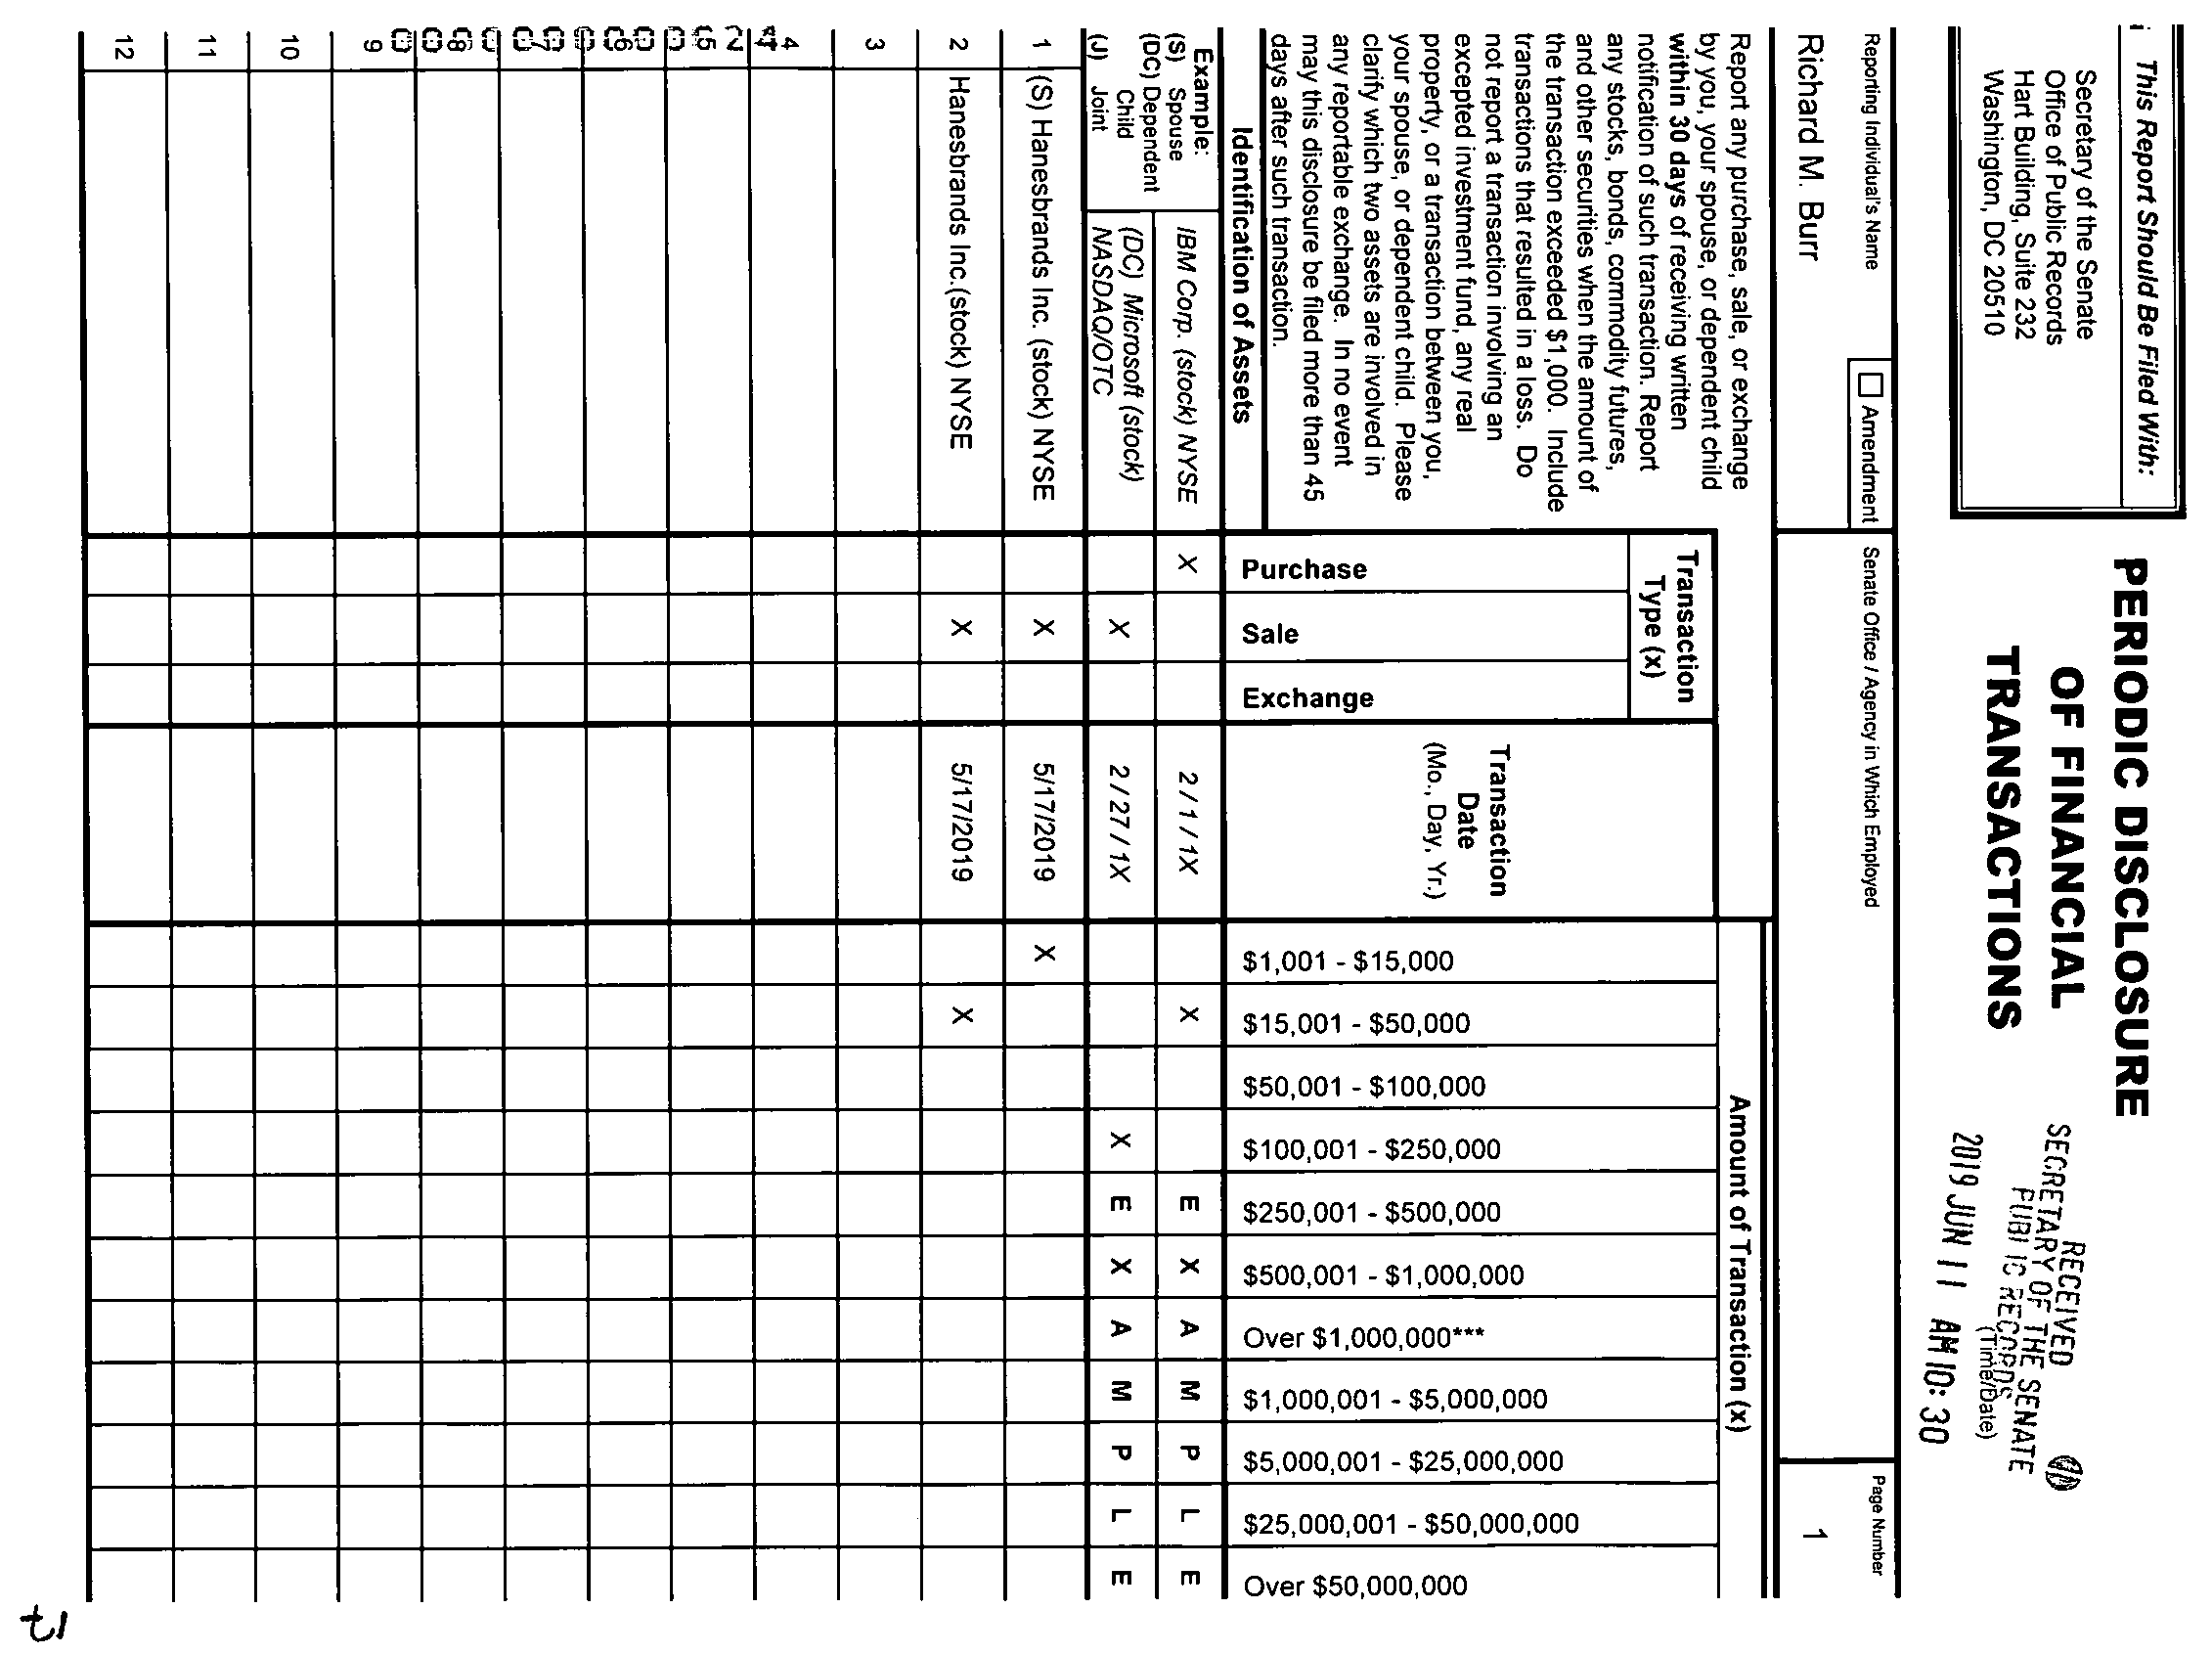 This Report Should Be Filed With:
Secretary of the Senate
Office of Public Records
Hart Building, Suite 232
Washington, DC 20510
PERIODIC DISCLOSURE
OF FINANCIAL
TRANSACTIONS
RECEIVED
SECRETARY OF THE SENATE
PUBLIC RECORDS
(Time/Date)
2019 JUN 11 AM 10: 30
Reporting Individual's Name
☐ Amendment
Senate Office / Agency in Which Employed
Page Number
Richard M. Burr
1
Report any purchase, sale, or exchange
by you, your spouse, or dependent child
within 30 days of receiving written
notification of such transaction. Report
any stocks, bonds, commodity futures,
and other securities when the amount of
the transaction exceeded $1,000. Include
transactions that resulted in a loss. Do
not report a transaction involving an
excepted investment fund, any real
property, or a transaction between you,
your spouse, or dependent child. Please
clarify which two assets are involved in
any reportable exchange. In no event
may this disclosure be filed more than 45
days after such transaction.
Identification of Assets
Transaction
Type (x)
Purchase
Sale
Exchange
Transaction
Date
(Mo., Day, Yr.)
Amount of Transaction (x)
$1,001 - $15,000
$15,001 - $50,000
$50,001 - $100,000
$100,001 - $250,000
$250,001 - $500,000
$500,001 - $1,000,000
Over $1,000,000***
$1,000,001 - $5,000,000
$5,000,001 - $25,000,000
$25,000,001 - $50,000,000
Over $50,000,000
Example:
(S) Spouse
(DC) Dependent
Child
(J) Joint
IBM Corp. (stock) NYSE X 2 / 1 / 1X X E X A M P L E
(DC) Microsoft (stock)
NASDAQ/OTC X 2 / 27 / 1X X E X A M P L E
1 (S) Hanesbrands Inc. (stock) NYSE X 5/17/2019 X
2 Hanesbrands Inc.(stock) NYSE X 5/17/2019 X
3
4
5
6
7
8
9
10
11
12